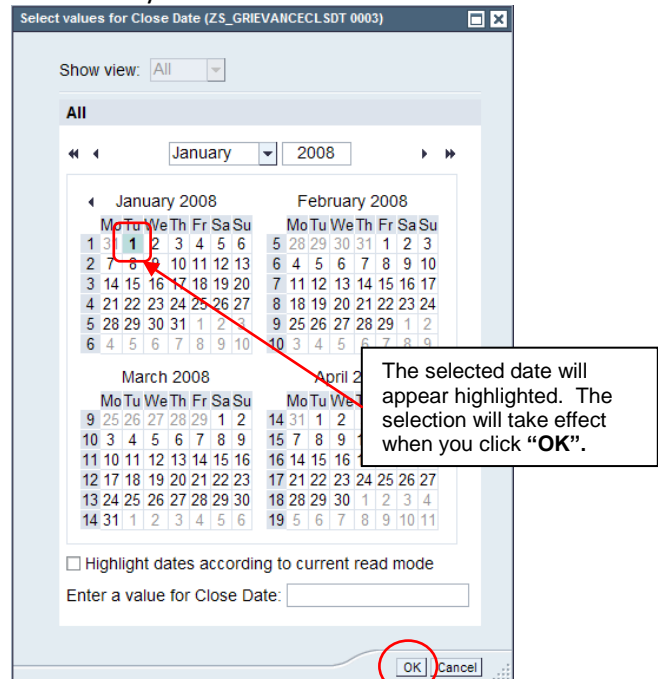 Select values for Close Date (ZS_GRIEVANCECLSDT 0003)
Show view: All
All
January 2008
January 2008
Mo Tu We Th Fr Sa Su
1 31 1 2 3 4 5 6
2 7 8 9 10 11 12 13
3 14 15 16 17 18 19 20
4 21 22 23 24 25 26 27
5 28 29 30 31 1 2 3
6 4 5 6 7 8 9 10
February 2008
Mo Tu We Th Fr Sa Su
5 28 29 30 31 1 2 3
6 4 5 6 7 8 9 10
7 11 12 13 14 15 16 17
8 18 19 20 21 22 23 24
9 25 26 27 28 29 1 2
10 3 4 5 6 7 8 9
March 2008
Mo Tu We Th Fr Sa Su
9 25 26 27 28 29 1 2
10 3 4 5 6 7 8 9
11 10 11 12 13 14 15 16
12 17 18 19 20 21 22 23
13 24 25 26 27 28 29 30
14 31 1 2 3 4 5 6
April 2
Mo Tu We
14 31 1 2
15 7 8 9
16 14 15 16
17 21 22 23 24 25 26 27
18 28 29 30 1 2 3 4
19 5 6 7 8 9 10 11
The selected date will
appear highlighted. The
selection will take effect
when you click “OK”.
Highlight dates according to current read mode
Enter a value for Close Date:
OK Cancel